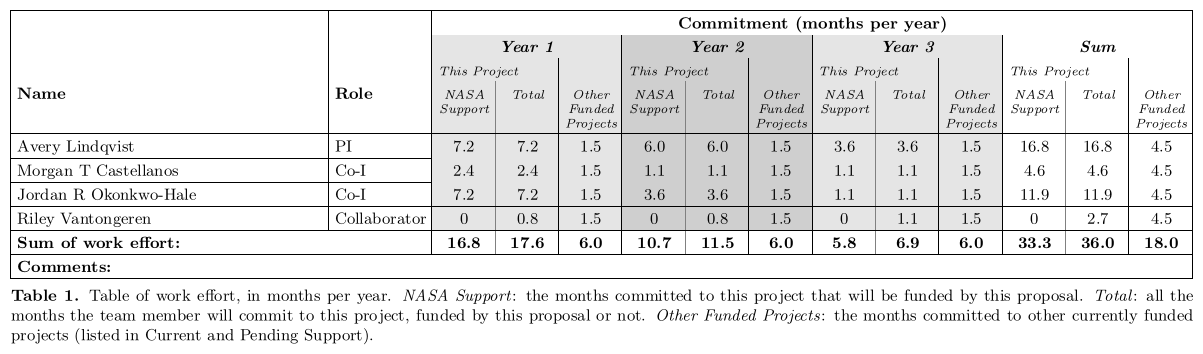 Commitment (months per year)
Year 1 Year 2 Year 3 Sum
This Project This Project This Project This Project
Name Role NASA Support Total Other Funded Projects NASA Support Total Other Funded Projects NASA Support Total Other Funded Projects NASA Support Total Other Funded Projects
Avery Lindqvist PI 7.2 7.2 1.5 6.0 6.0 1.5 3.6 3.6 1.5 16.8 16.8 4.5
Morgan T Castellanos Co-I 2.4 2.4 1.5 1.1 1.1 1.5 1.1 1.1 1.5 4.6 4.6 4.5
Jordan R Okonkwo-Hale Co-I 7.2 7.2 1.5 3.6 3.6 1.5 1.1 1.1 1.5 11.9 11.9 4.5
Riley Vantongeren Collaborator 0 0.8 1.5 0 0.8 1.5 0 1.1 1.5 0 2.7 4.5
Sum of work effort: 16.8 17.6 6.0 10.7 11.5 6.0 5.8 6.9 6.0 33.3 36.0 18.0
Comments:
Table 1. Table of work effort, in months per year. NASA Support: the months committed to this project that will be funded by this proposal. Total: all the
months the team member will commit to this project, funded by this proposal or not. Other Funded Projects: the months committed to other currently funded
projects (listed in Current and Pending Support).